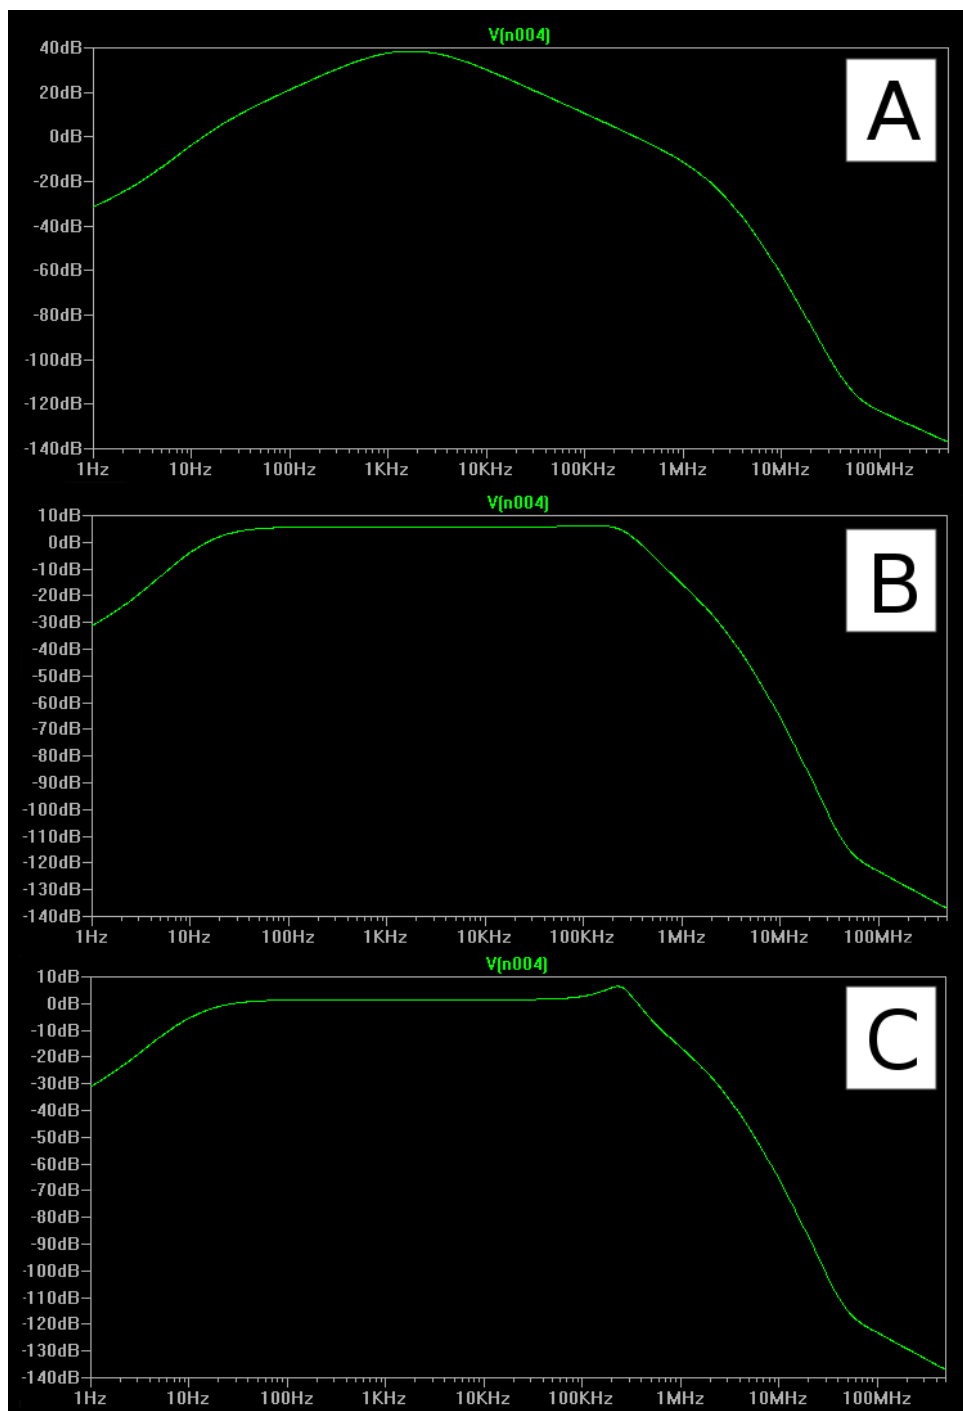 V(n004)
40dB
20dB
0dB
-20dB
-40dB
-60dB
-80dB
-100dB
-120dB
-140dB
1Hz 10Hz 100Hz 1KHz 10KHz 100KHz 1MHz 10MHz 100MHz
A
V(n004)
10dB
0dB
-10dB
-20dB
-30dB
-40dB
-50dB
-60dB
-70dB
-80dB
-90dB
-100dB
-110dB
-120dB
-130dB
-140dB
1Hz 10Hz 100Hz 1KHz 10KHz 100KHz 1MHz 10MHz 100MHz
B
V(n004)
10dB
0dB
-10dB
-20dB
-30dB
-40dB
-50dB
-60dB
-70dB
-80dB
-90dB
-100dB
-110dB
-120dB
-130dB
-140dB
1Hz 10Hz 100Hz 1KHz 10KHz 100KHz 1MHz 10MHz 100MHz
C